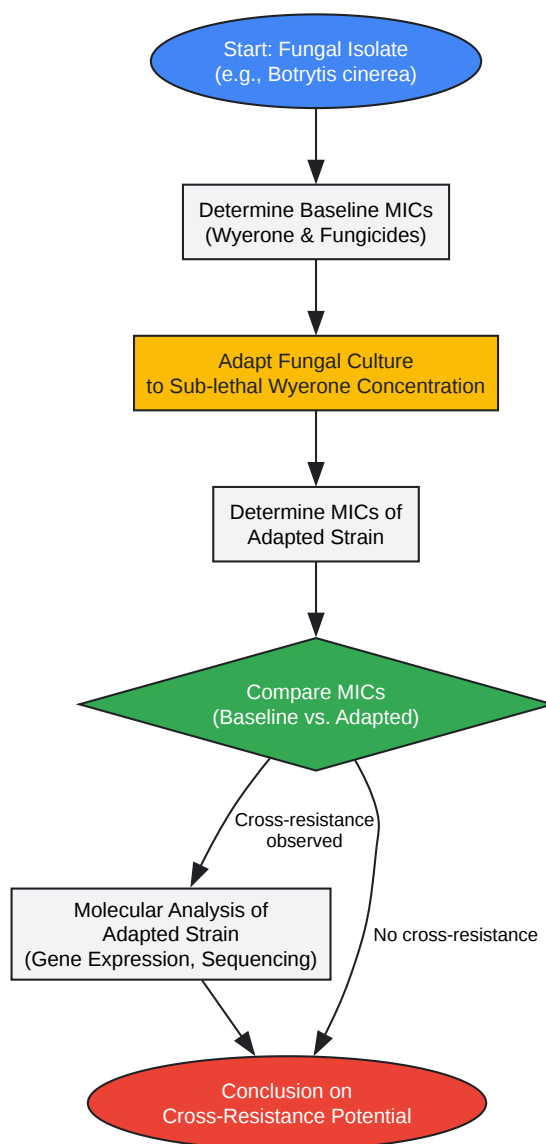 Start: Fungal Isolate
(e.g., Botrytis cinerea)
Determine Baseline MICs
(Wyerone & Fungicides)
Adapt Fungal Culture
to Sub-lethal Wyerone Concentration
Determine MICs of
Adapted Strain
Compare MICs
(Baseline vs. Adapted)
Cross-resistance
observed
Molecular Analysis of
Adapted Strain
(Gene Expression, Sequencing)
No cross-resistance
Conclusion on
Cross-Resistance Potential